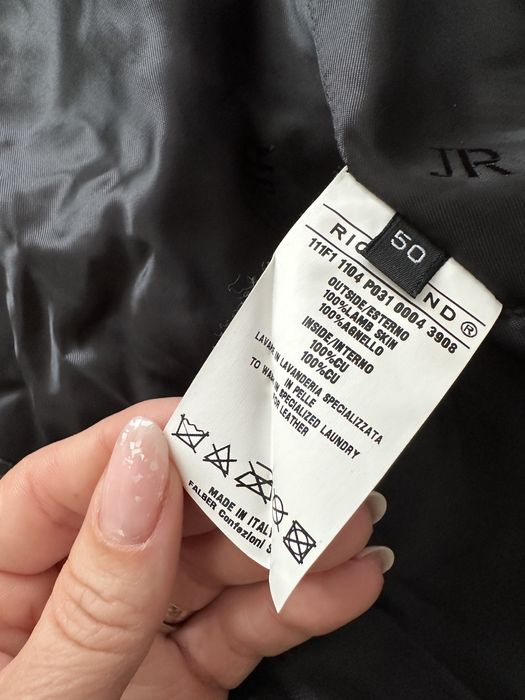 JR
50
RIC ND®
111F1 1104 P031 0004 3908
OUTSIDE/ESTERNO
100%LAMB SKIN
100%AGNELLO
INSIDE/INTERNO
100%CU
100%CU
LAVARE IN LAVANDERIA SPECIALIZZATA
IN PELLE
TO WASH IN SPECIALIZED LAUNDRY
FOR LEATHER
MADE IN ITALY
FALBER Confezioni S